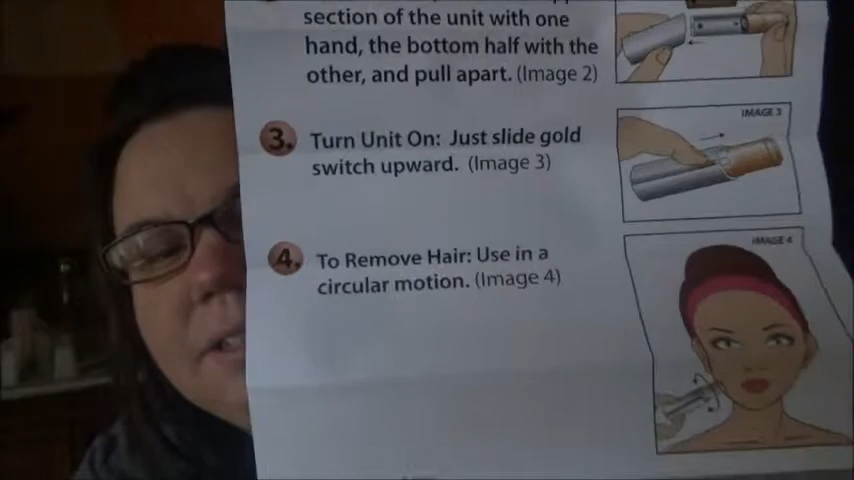 section of the unit with one
hand, the bottom half with the
other, and pull apart. (Image 2)
IMAGE 3
3. Turn Unit On: Just slide gold
switch upward. (Image 3)
IMAGE 4
4. To Remove Hair: Use in a
circular motion. (Image 4)